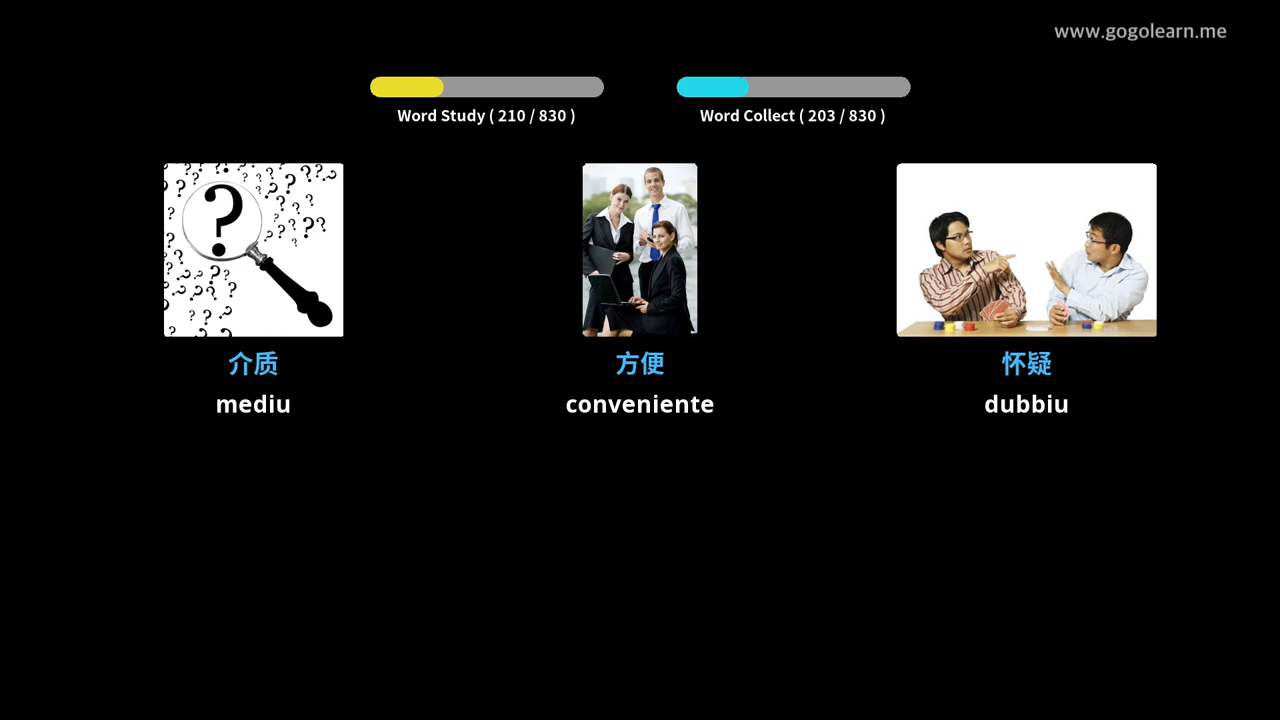 www.gogolearn.me
Word Study ( 210 / 830 )
Word Collect ( 203 / 830 )
介质
方便
怀疑
mediu
conveniente
dubbiu